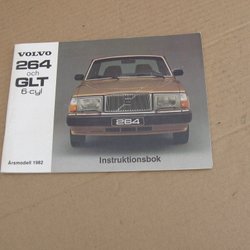 VOLVO
264
och
GLT
6-cyl
264
Instruktionsbok
Årsmodell 1982